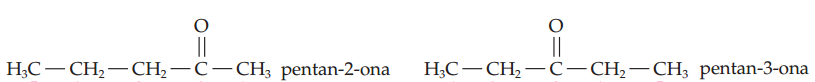 O
||
H₃C—CH₂—CH₂—C—CH₃ pentan-2-ona
O
||
H₃C—CH₂—C—CH₂—CH₃ pentan-3-ona